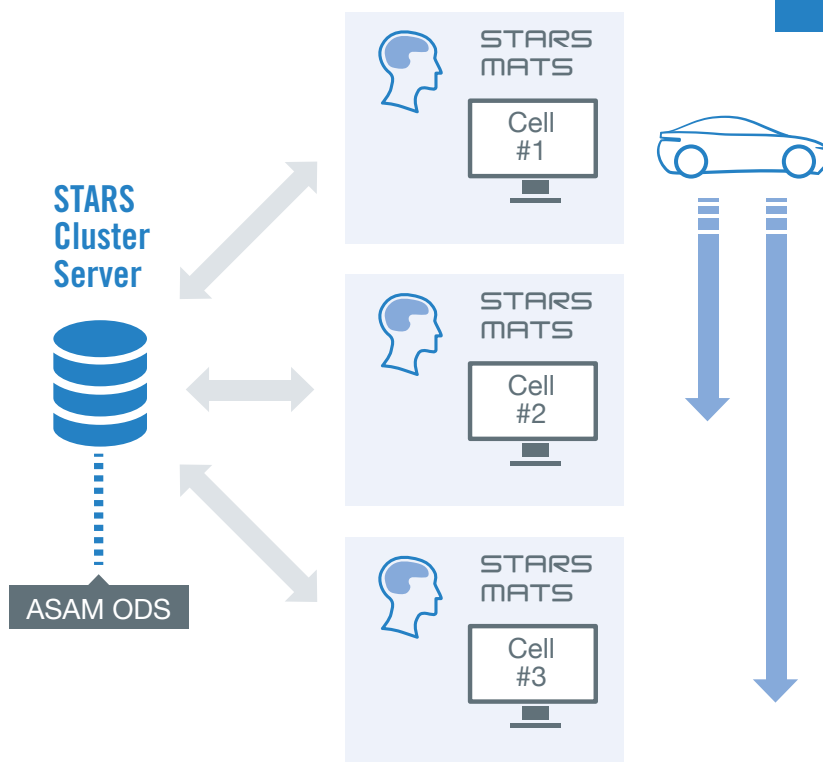 STARS
Cluster
Server
ASAM ODS
STARS
MATS
Cell
#1
STARS
MATS
Cell
#2
STARS
MATS
Cell
#3